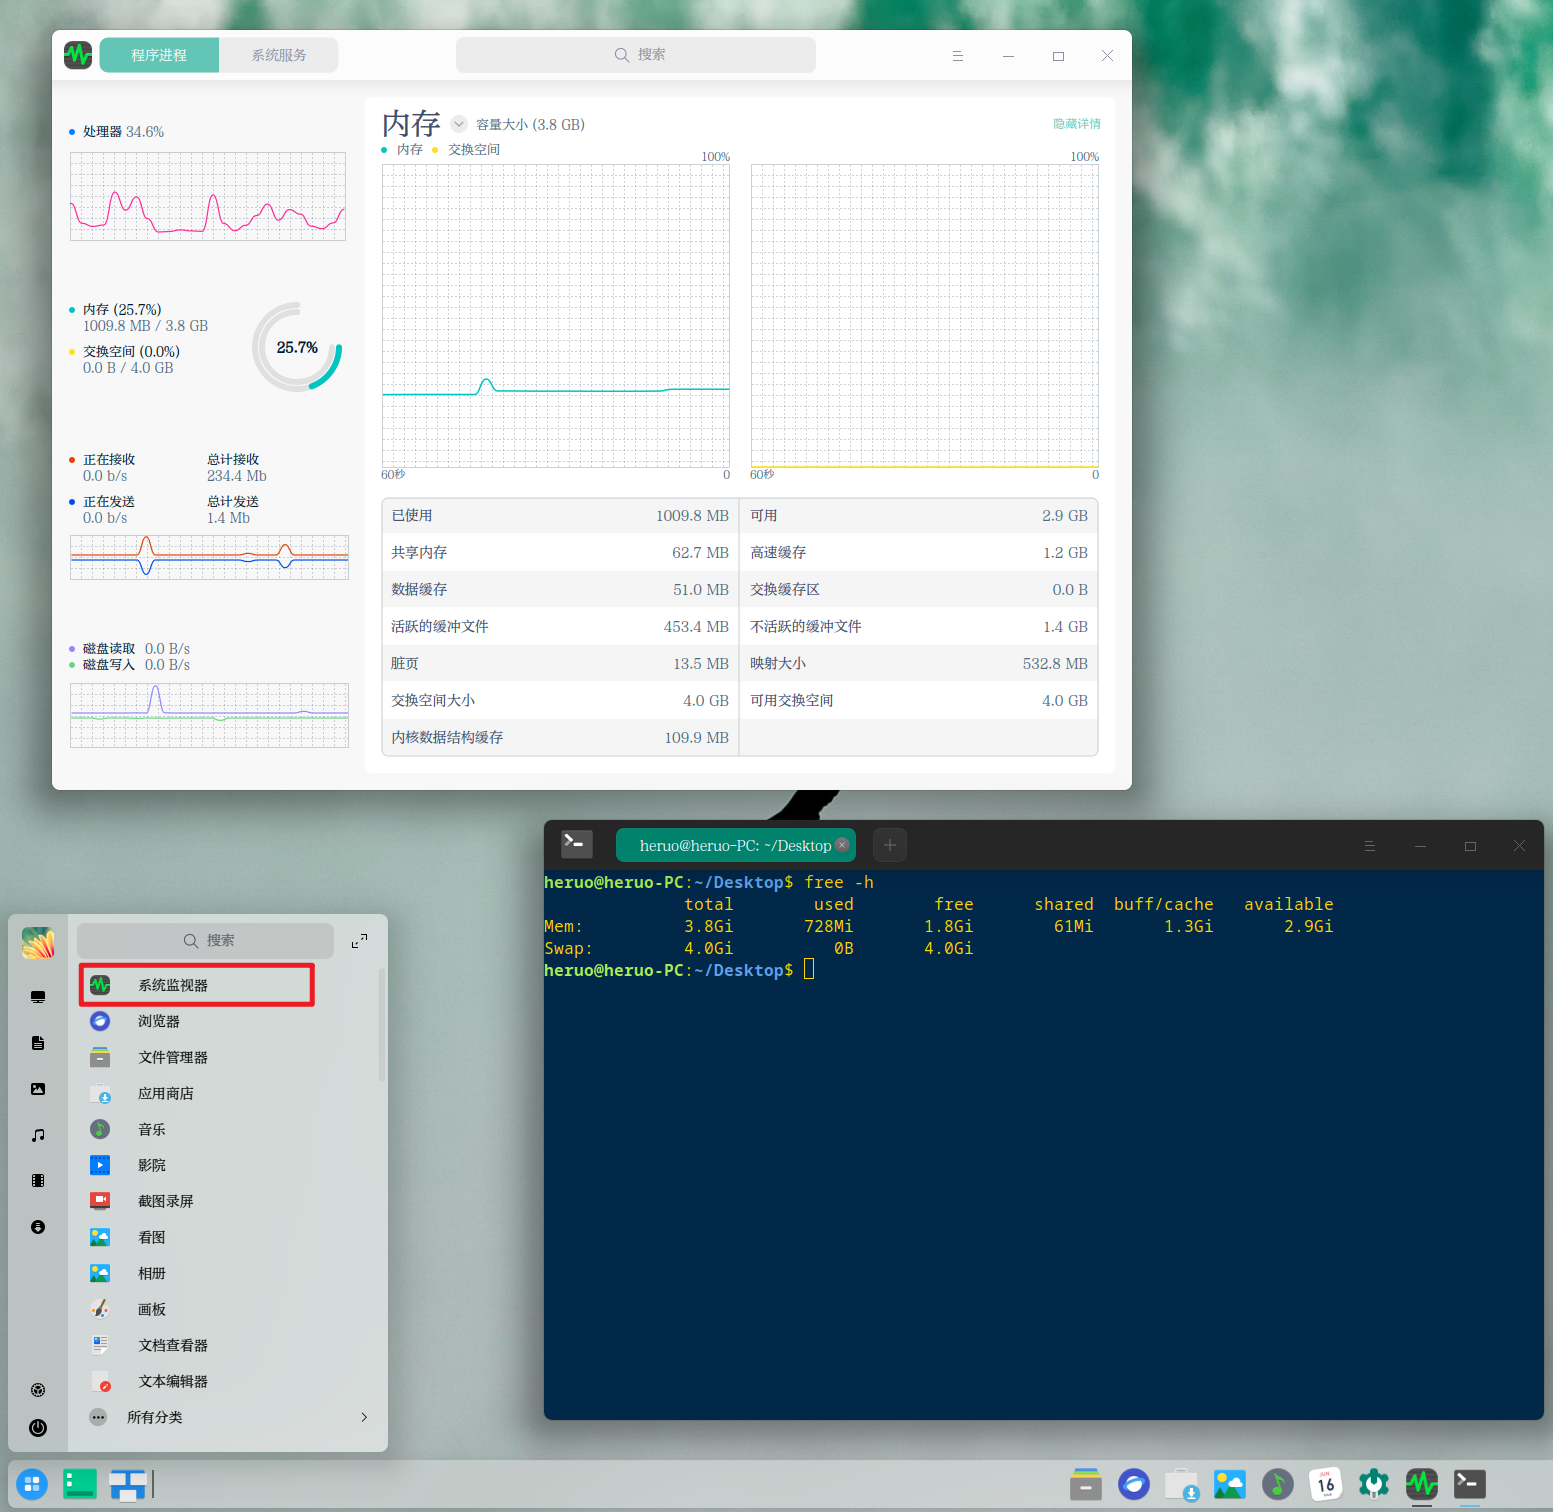 程序进程 系统服务 搜索
处理器 34.6%
内存 (25.7%)
1009.8 MB / 3.8 GB
交换空间 (0.0%)
0.0 B / 4.0 GB
25.7%
正在接收 总计接收
0.0 b/s 234.4 Mb
正在发送 总计发送
0.0 b/s 1.4 Mb
磁盘读取 0.0 B/s
磁盘写入 0.0 B/s
内存 容量大小 (3.8 GB) 隐藏详情
内存 交换空间
100% 100%
60秒 0 60秒 0
已使用 1009.8 MB 可用 2.9 GB
共享内存 62.7 MB 高速缓存 1.2 GB
数据缓存 51.0 MB 交换缓存区 0.0 B
活跃的缓冲文件 453.4 MB 不活跃的缓冲文件 1.4 GB
脏页 13.5 MB 映射大小 532.8 MB
交换空间大小 4.0 GB 可用交换空间 4.0 GB
内核数据结构缓存 109.9 MB
heruo@heruo-PC: ~/Desktop
heruo@heruo-PC:~/Desktop$ free -h
total used free shared buff/cache available
Mem: 3.8Gi 728Mi 1.8Gi 61Mi 1.3Gi 2.9Gi
Swap: 4.0Gi 0B 4.0Gi
heruo@heruo-PC:~/Desktop$
搜索
系统监视器
浏览器
文件管理器
应用商店
音乐
影院
截图录屏
看图
相册
画板
文档查看器
文本编辑器
所有分类
JUN
16